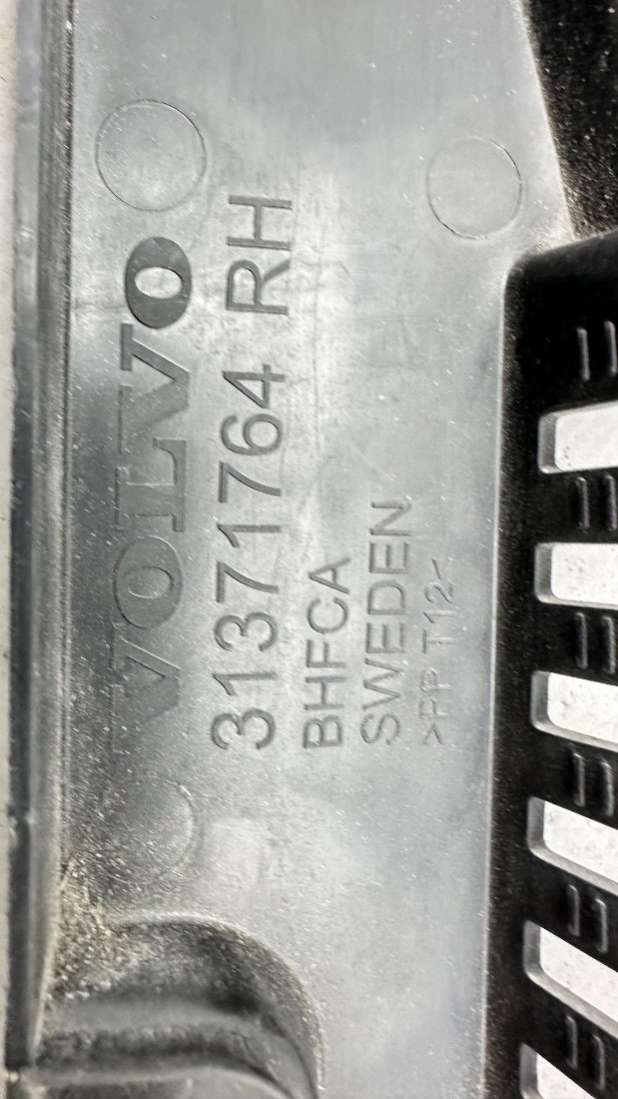 VOLVO
31371764 RH
BHFCA
SWEDEN
>PP T12<